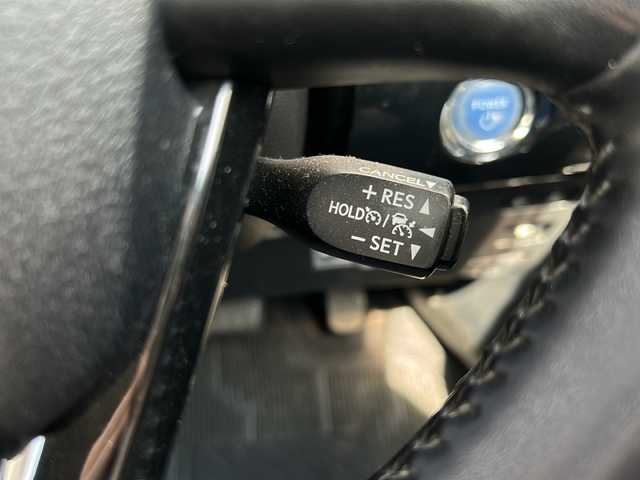 POWER
CANCEL
+ RES
HOLD /
− SET